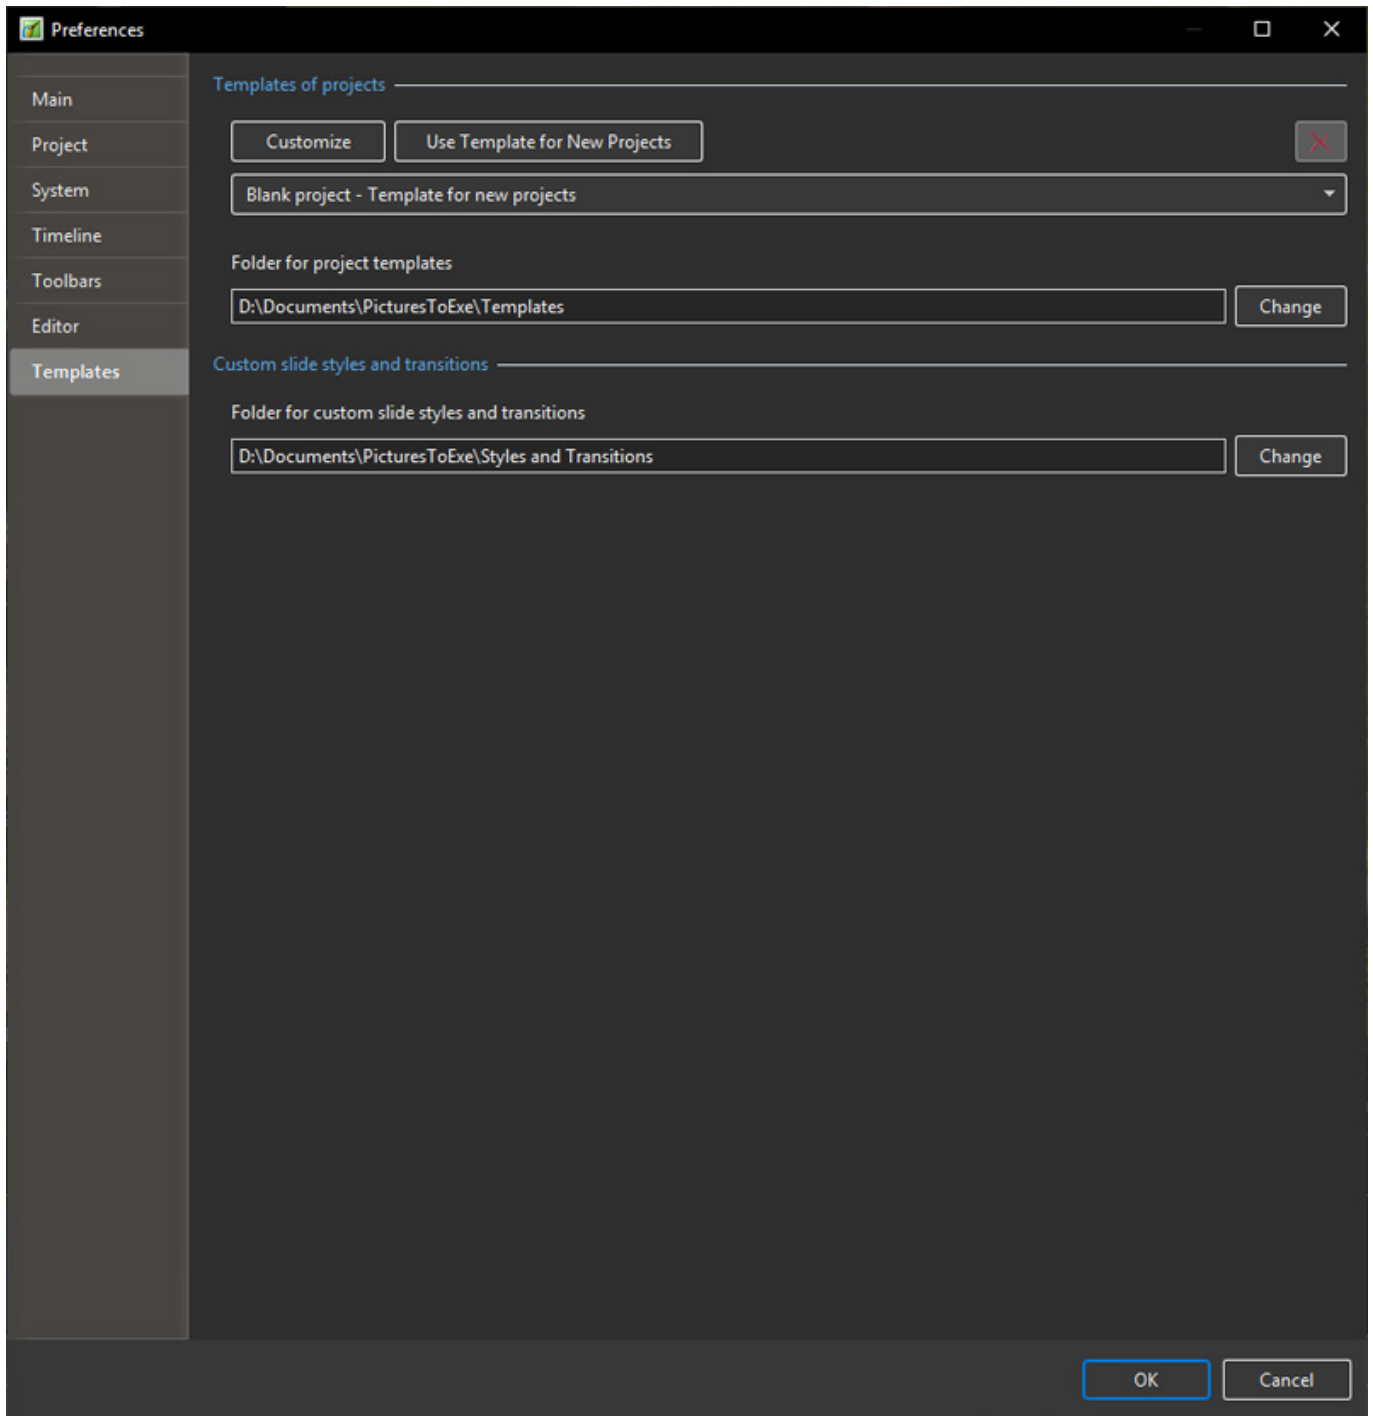 Preferences
Main
Project
System
Timeline
Toolbars
Editor
Templates
Templates of projects
Customize
Use Template for New Projects
Blank project - Template for new projects
Folder for project templates
D:\Documents\PicturesToExe\Templates
Change
Custom slide styles and transitions
Folder for custom slide styles and transitions
D:\Documents\PicturesToExe\Styles and Transitions
Change
OK
Cancel